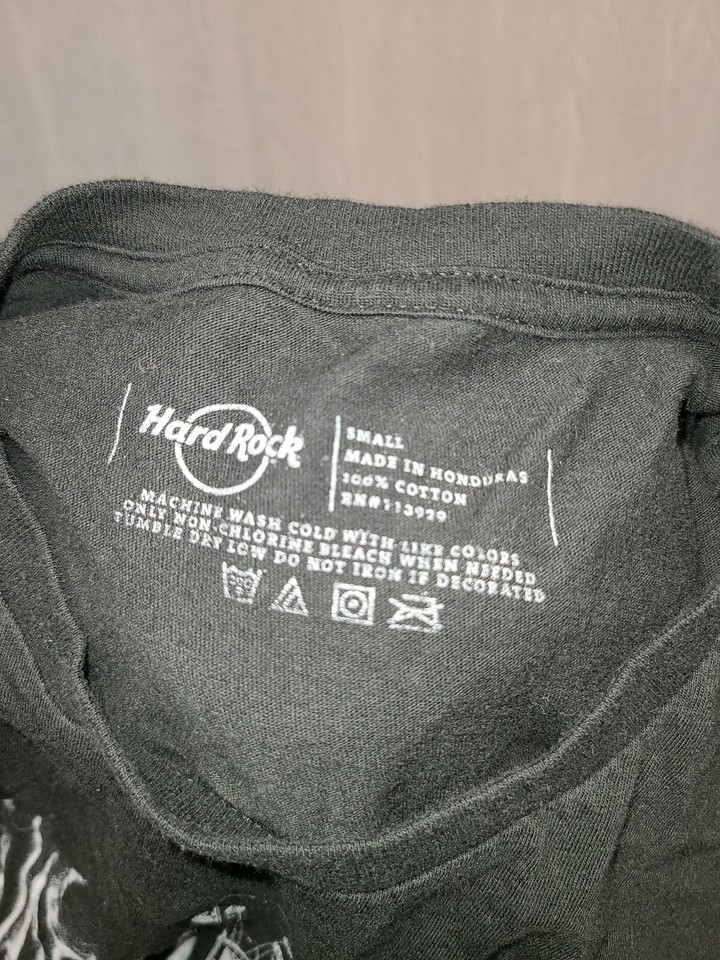 Hard Rock
SMALL
MADE IN HONDURAS
100% COTTON
RN#113929
MACHINE WASH COLD WITH LIKE COLORS
ONLY NON-CHLORINE BLEACH WHEN NEEDED
TUMBLE DRY LOW DO NOT IRON IF DECORATED